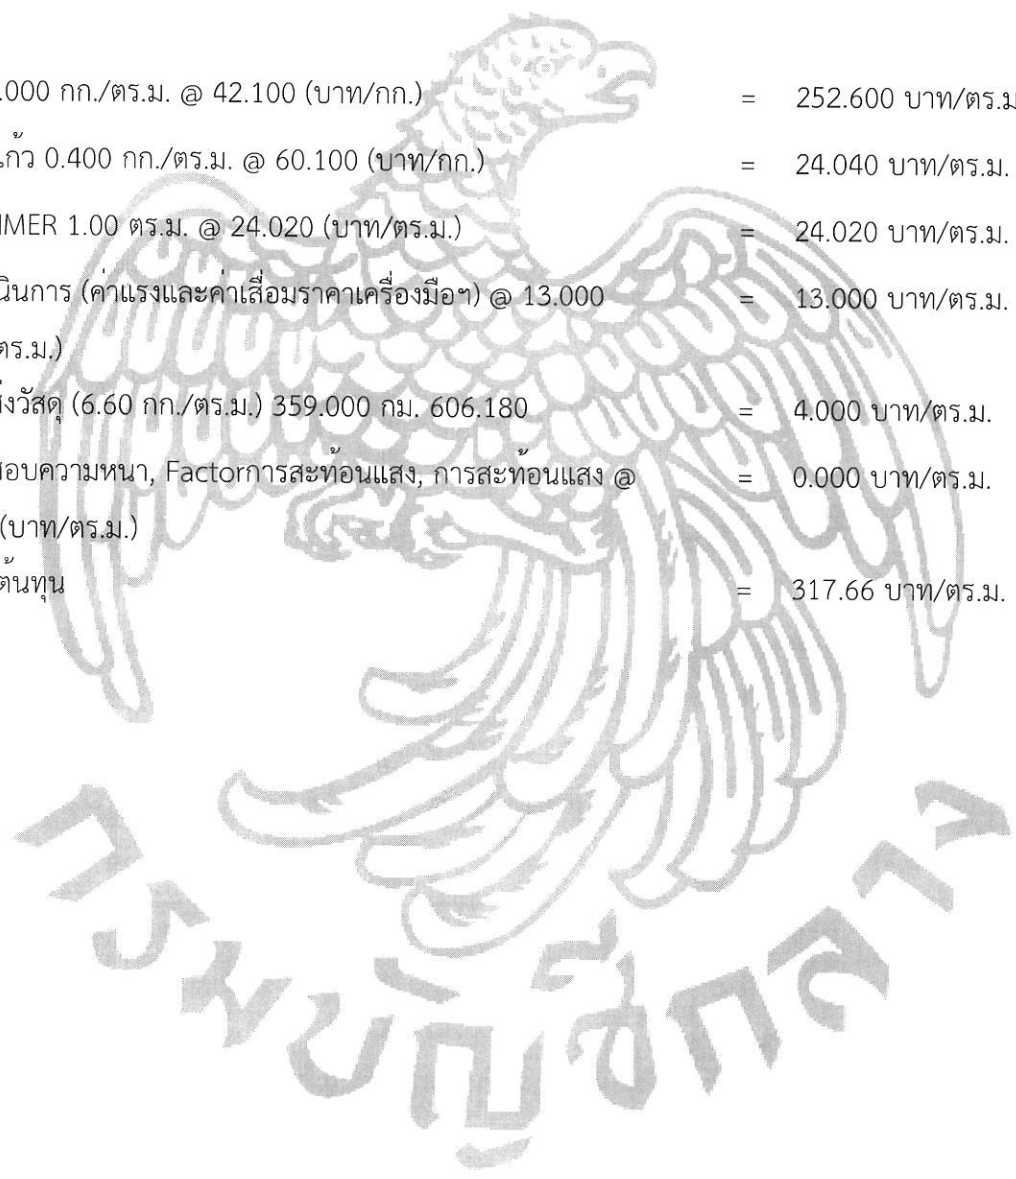 .000 กก./ตร.ม. @ 42.100 (บาท/กก.) = 252.600 บาท/ตร.ม
แก้ว 0.400 กก./ตร.ม. @ 60.100 (บาท/กก.) = 24.040 บาท/ตร.ม.
IMER 1.00 ตร.ม. @ 24.020 (บาท/ตร.ม.) = 24.020 บาท/ตร.ม.
นินการ (ค่าแรงและค่าเสื่อมราคาเครื่องมือฯ) @ 13.000 = 13.000 บาท/ตร.ม.
ตร.ม.)
ส่งวัสดุ (6.60 กก./ตร.ม.) 359.000 กม. 606.180 = 4.000 บาท/ตร.ม.
สอบความหนา, Factorการสะท้อนแสง, การสะท้อนแสง @ = 0.000 บาท/ตร.ม.
(บาท/ตร.ม.)
ต้นทุน = 317.66 บาท/ตร.ม.
กรมบัญชีกลาง